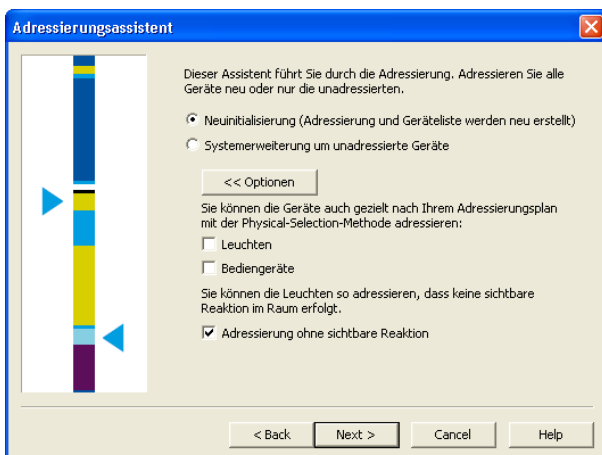 Adressierungsassistent
Dieser Assistent führt Sie durch die Adressierung. Adressieren Sie alle
Geräte neu oder nur die unadressierten.
Neuinitialisierung (Adressierung und Geräteliste werden neu erstellt)
Systemerweiterung um unadressierte Geräte
<< Optionen
Sie können die Geräte auch gezielt nach Ihrem Adressierungsplan
mit der Physical-Selection-Methode adressieren:
Leuchten
Bediengeräte
Sie können die Leuchten so adressieren, dass keine sichtbare
Reaktion im Raum erfolgt.
Adressierung ohne sichtbare Reaktion
< Back Next > Cancel Help